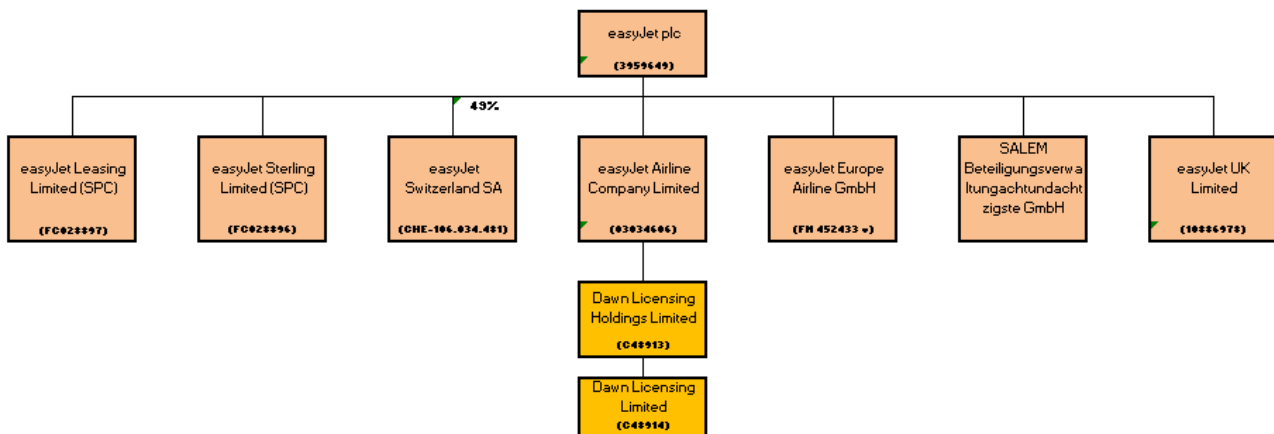 easyJet plc
(3959649)
49%
easyJet Leasing
Limited (SPC)
(FC028897)
easyJet Sterling
Limited (SPC)
(FC028896)
easyJet
Switzerland SA
(CHE-106.034.481)
easyJet Airline
Company Limited
(03034606)
easyJet Europe
Airline GmbH
(FN 452433 v)
SALEM
Beteiligungsverwa
ltungachtundacht
zigste GmbH
easyJet UK
Limited
(10886978)
Dawn Licensing
Holdings Limited
(C48913)
Dawn Licensing
Limited
(C48914)